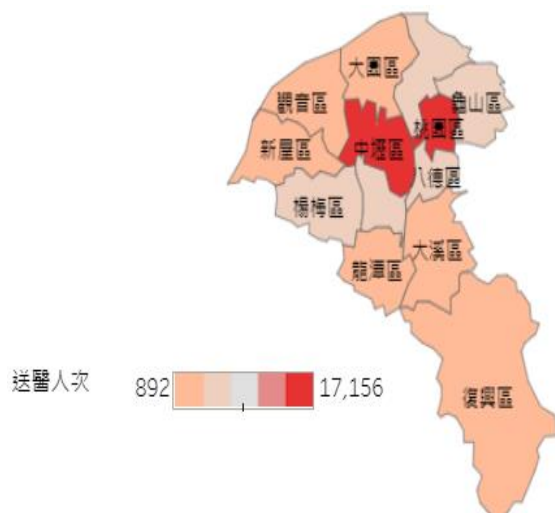 大園區
觀音區
龜山區
桃園區
新屋區
中壢區
八德區
楊梅區
大溪區
龍潭區
送醫人次
892
17,156
復興區